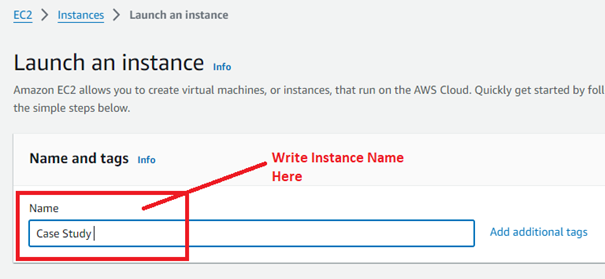 EC2 > Instances > Launch an instance
Launch an instance Info
Amazon EC2 allows you to create virtual machines, or instances, that run on the AWS Cloud. Quickly get started by
the simple steps below.
Name and tags Info
Write Instance Name
Here
Name
Case Study
Add additional tags